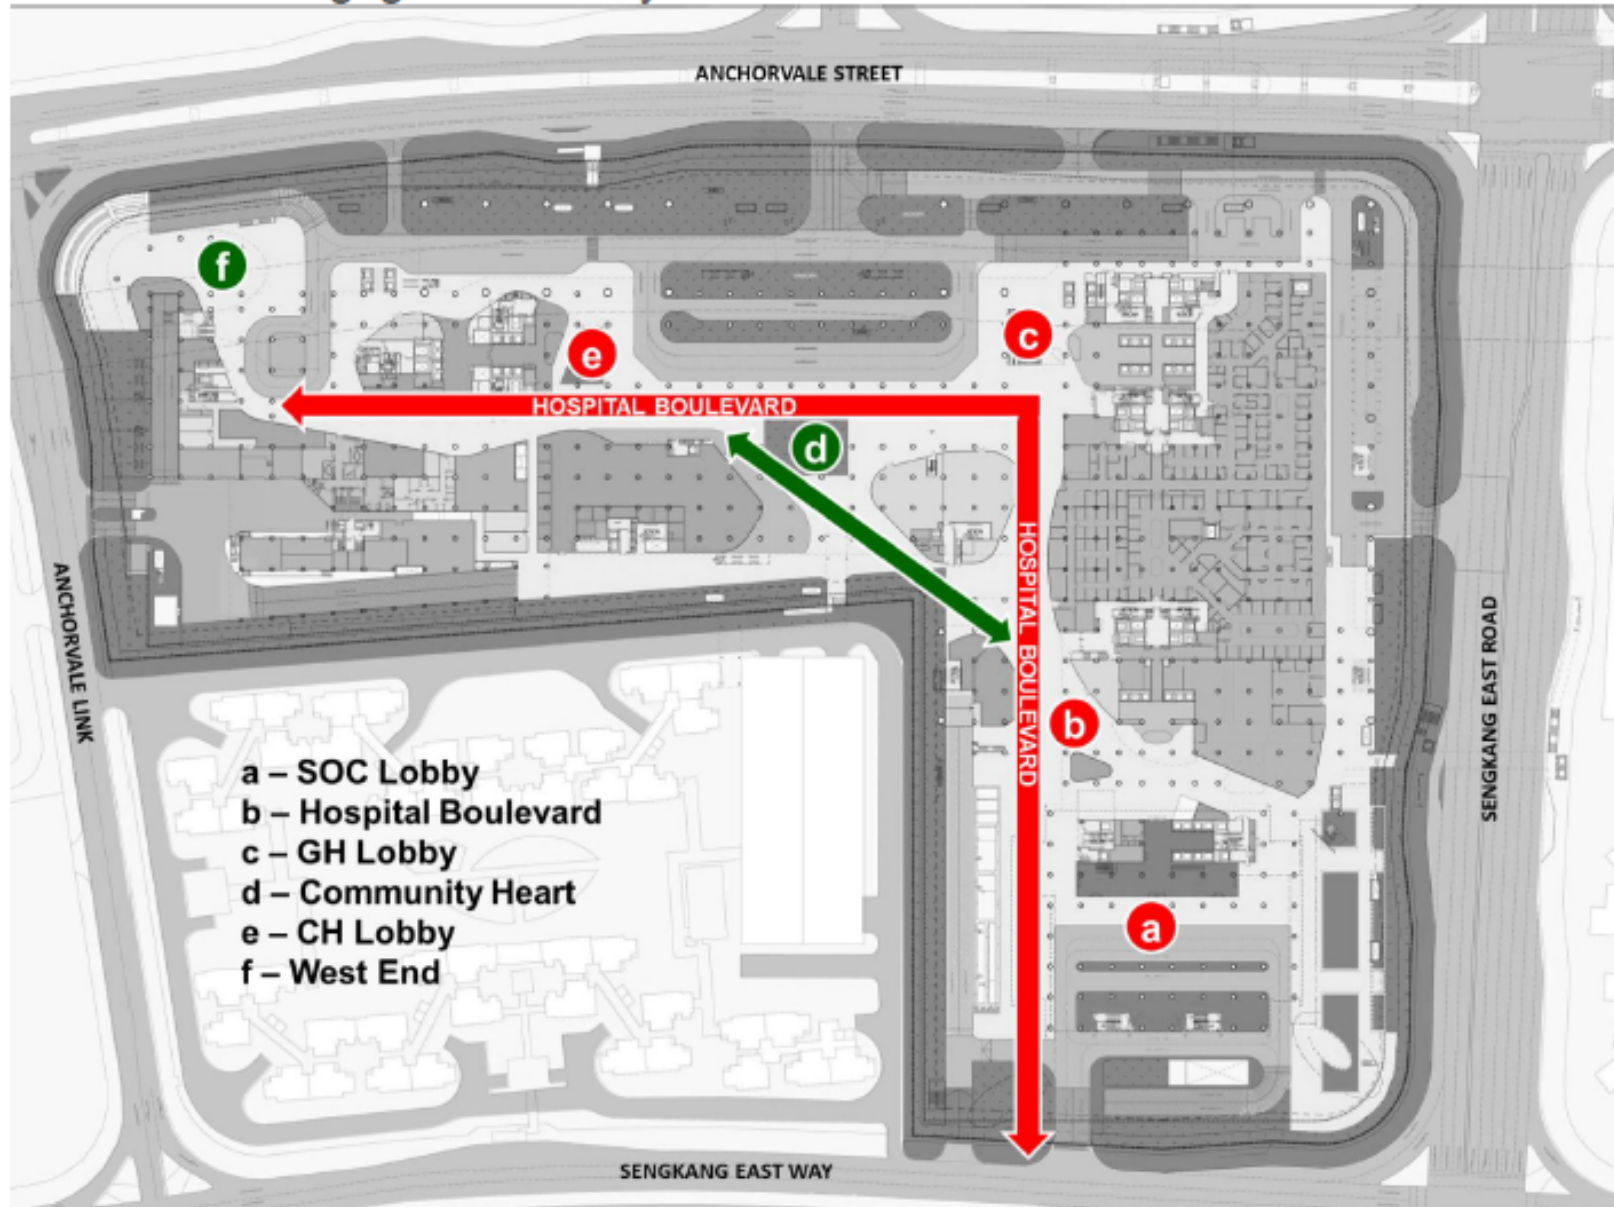 ANCHORVALE STREET
f
c
e
HOSPITAL BOULEVARD
d
HOSPITAL BOULEVARD
ANCHORVALE LINK
SENGKANG EAST ROAD
b
a – SOC Lobby
b – Hospital Boulevard
c – GH Lobby
d – Community Heart
e – CH Lobby
f – West End
a
SENGKANG EAST WAY